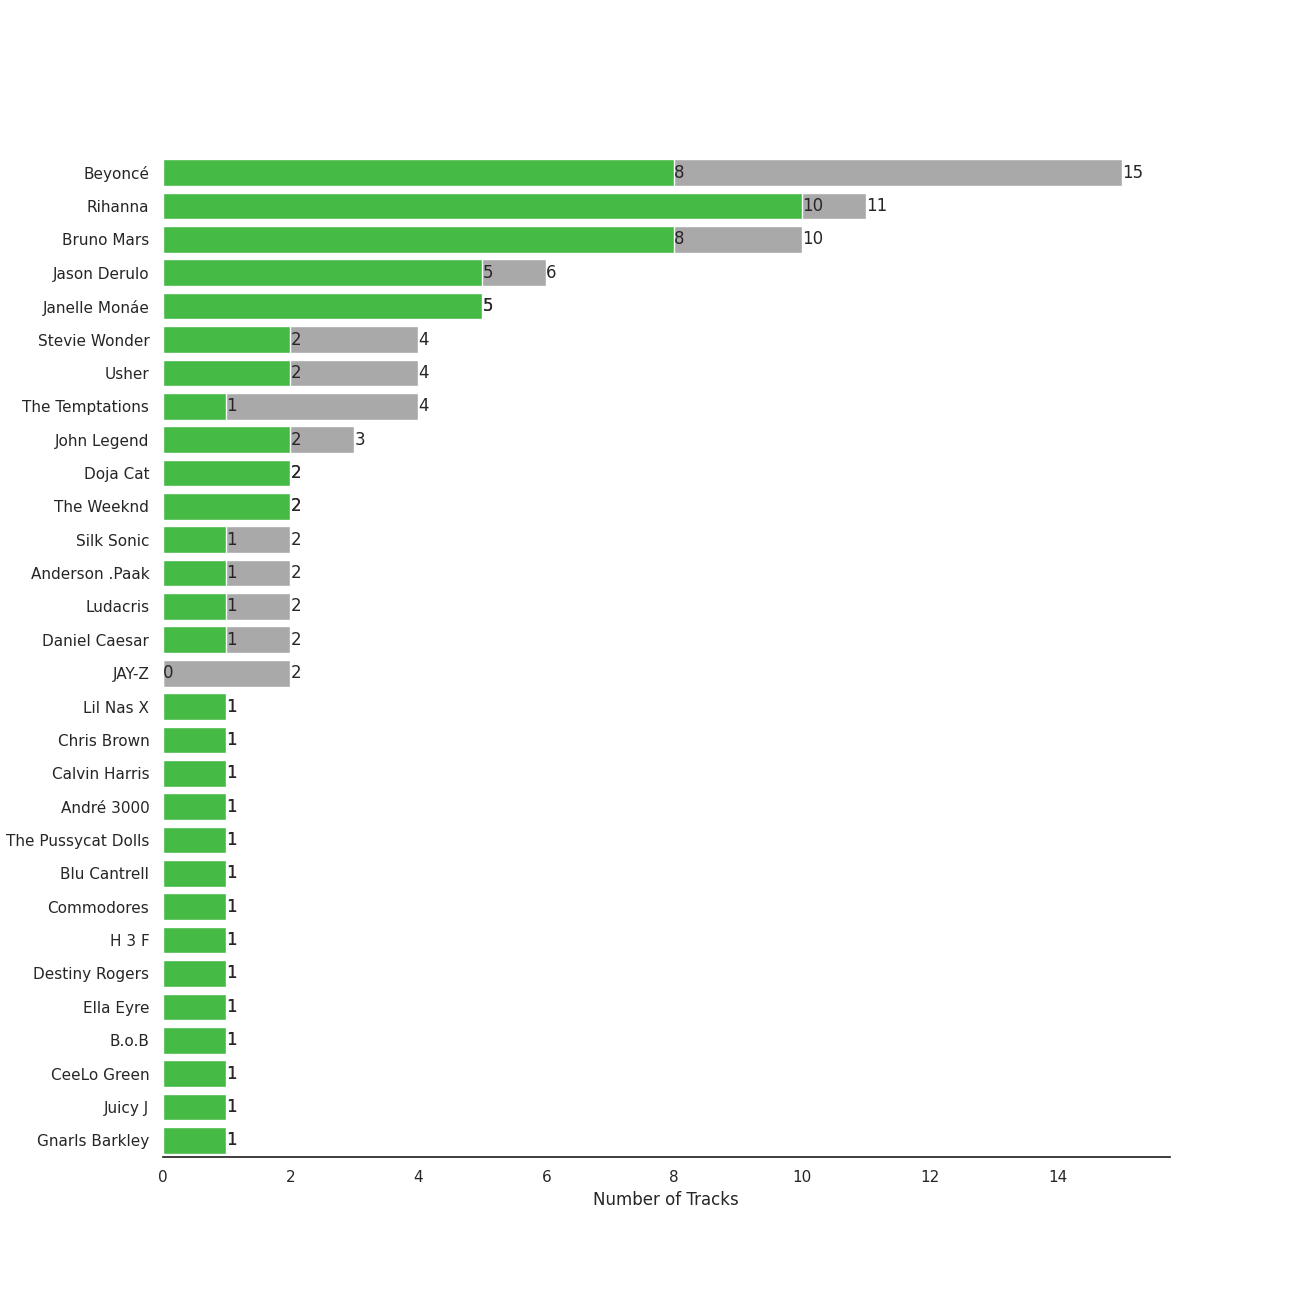 Beyoncé 8 15
Rihanna 10 11
Bruno Mars 8 10
Jason Derulo 5 6
Janelle Monáe 5
Stevie Wonder 2 4
Usher 2 4
The Temptations 1 4
John Legend 2 3
Doja Cat 2
The Weeknd 2
Silk Sonic 1 2
Anderson .Paak 1 2
Ludacris 1 2
Daniel Caesar 1 2
JAY-Z 0 2
Lil Nas X 1
Chris Brown 1
Calvin Harris 1
André 3000 1
The Pussycat Dolls 1
Blu Cantrell 1
Commodores 1
H 3 F 1
Destiny Rogers 1
Ella Eyre 1
B.o.B 1
CeeLo Green 1
Juicy J 1
Gnarls Barkley 1
0 2 4 6 8 10 12 14
Number of Tracks